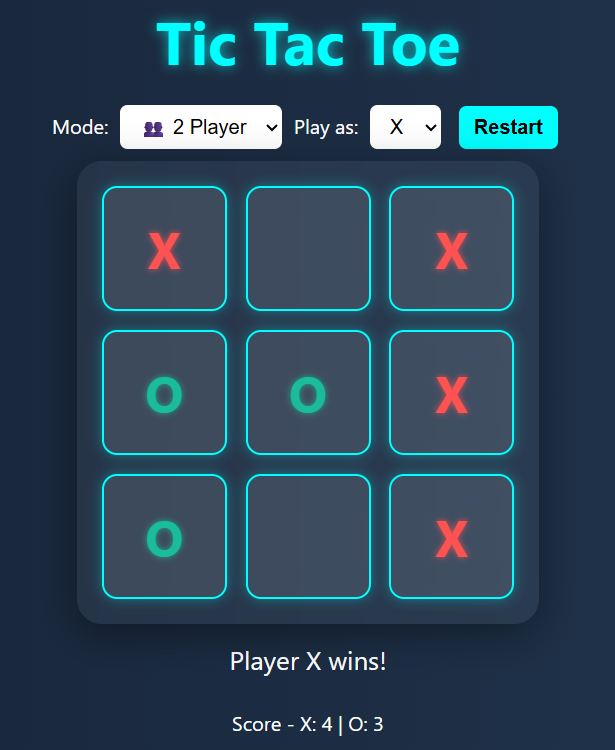 Tic Tac Toe
Mode: 👥 2 Player Play as: X Restart
X X
O O X
O X
Player X wins!
Score - X: 4 | O: 3